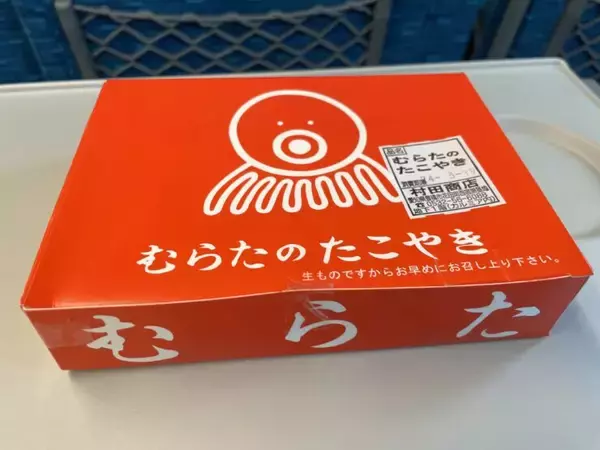 品名
むらたの
たこやき
村田商店
むらたの たこやき
生ものですからお早めにお召し上り下さい。
むらた